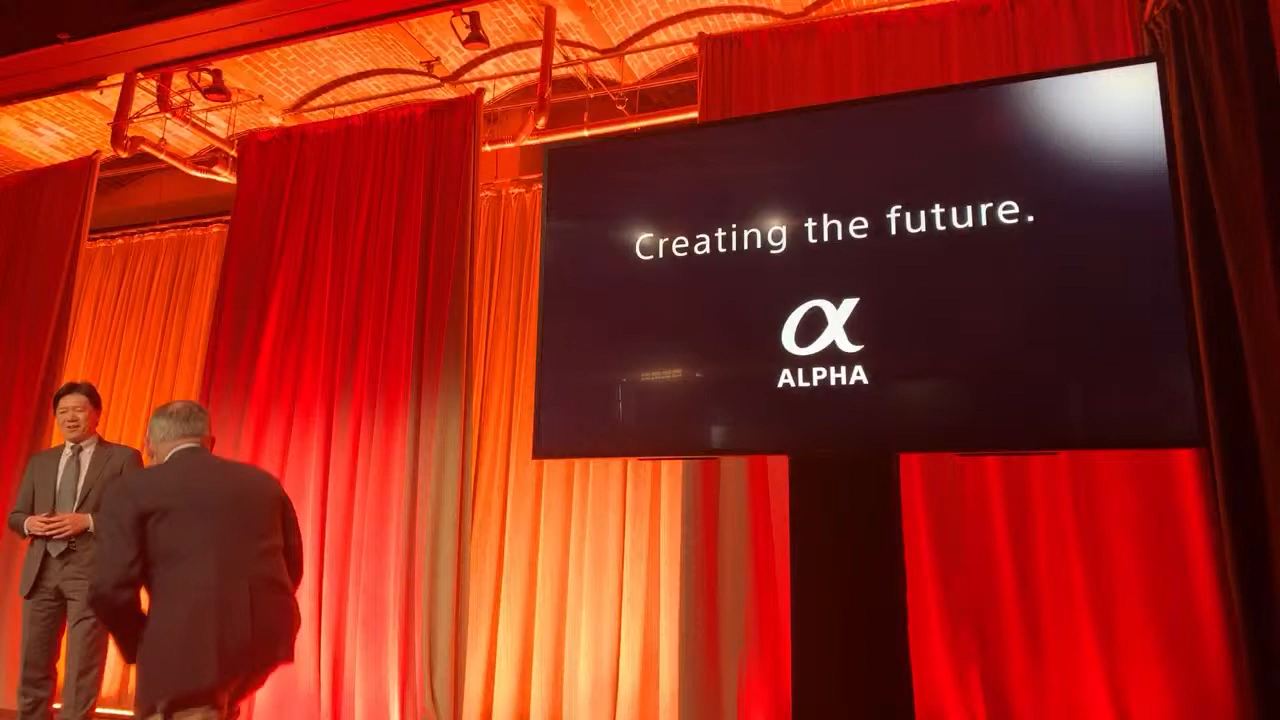 Creating the future.
α
ALPHA